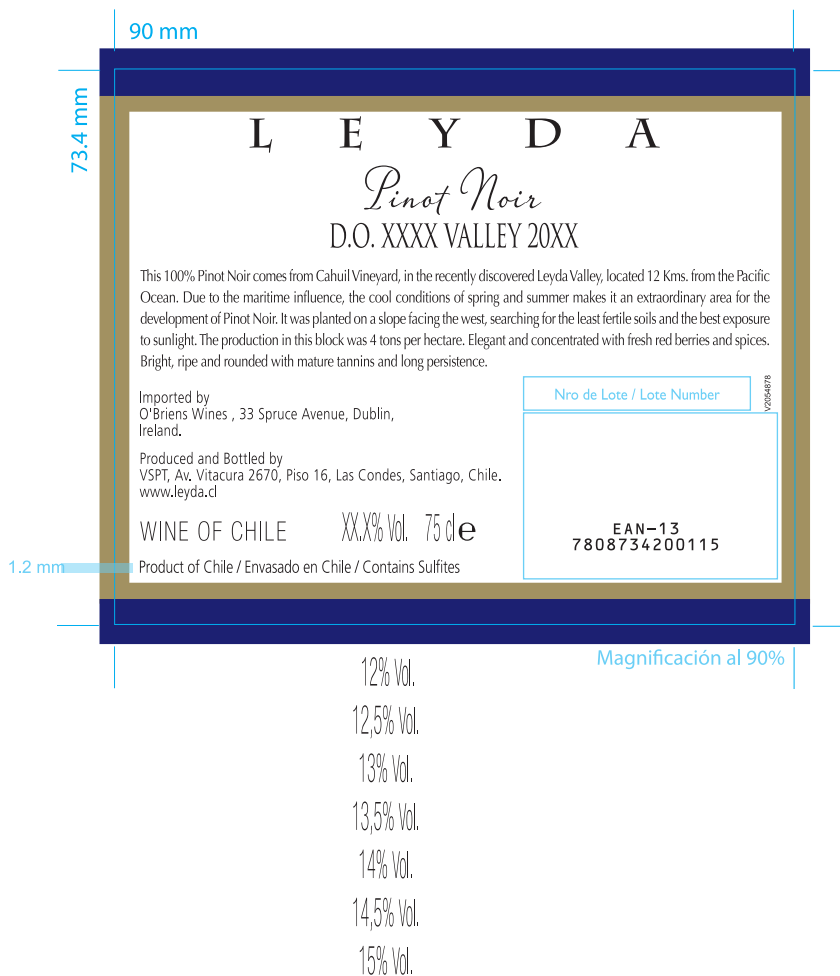 90 mm
73.4 mm
L E Y D A
Pinot Noir
D.O. XXXX VALLEY 20XX
This 100% Pinot Noir comes from Cahuil Vineyard, in the recently discovered Leyda Valley, located 12 Kms. from the Pacific
Ocean. Due to the maritime influence, the cool conditions of spring and summer makes it an extraordinary area for the
development of Pinot Noir. It was planted on a slope facing the west, searching for the least fertile soils and the best exposure
to sunlight. The production in this block was 4 tons per hectare. Elegant and concentrated with fresh red berries and spices.
Bright, ripe and rounded with mature tannins and long persistence.
Imported by
O'Briens Wines , 33 Spruce Avenue, Dublin,
Ireland.
Produced and Bottled by
VSPT, Av. Vitacura 2670, Piso 16, Las Condes, Santiago, Chile.
www.leyda.cl
WINE OF CHILE XX.X% Vol. 75 cl e
1.2 mm
Product of Chile / Envasado en Chile / Contains Sulfites
Nro de Lote / Lote Number
V2054878
EAN-13
7808734200115
Magnificación al 90%
12% Vol.
12,5% Vol.
13% Vol.
13,5% Vol.
14% Vol.
14,5% Vol.
15% Vol.